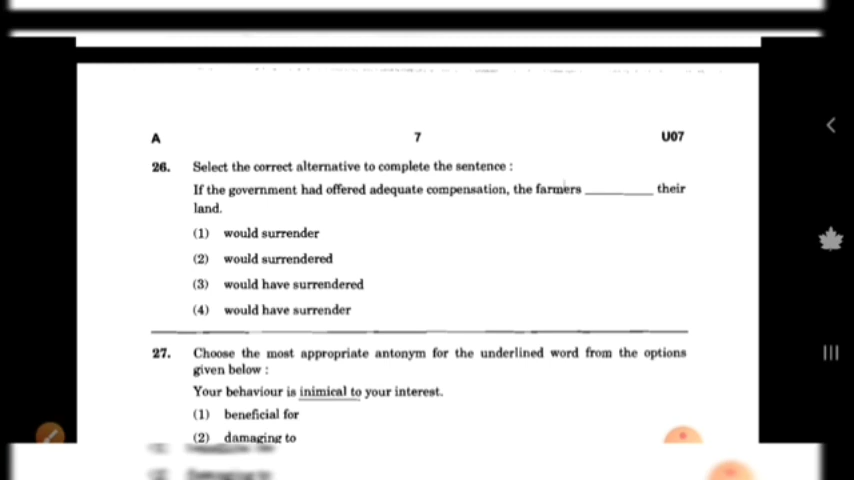 A 7 U07
26. Select the correct alternative to complete the sentence :
If the government had offered adequate compensation, the farmers _________ their
land.
(1) would surrender
(2) would surrendered
(3) would have surrendered
(4) would have surrender
27. Choose the most appropriate antonym for the underlined word from the options
given below :
Your behaviour is inimical to your interest.
(1) beneficial for
(2) damaging to